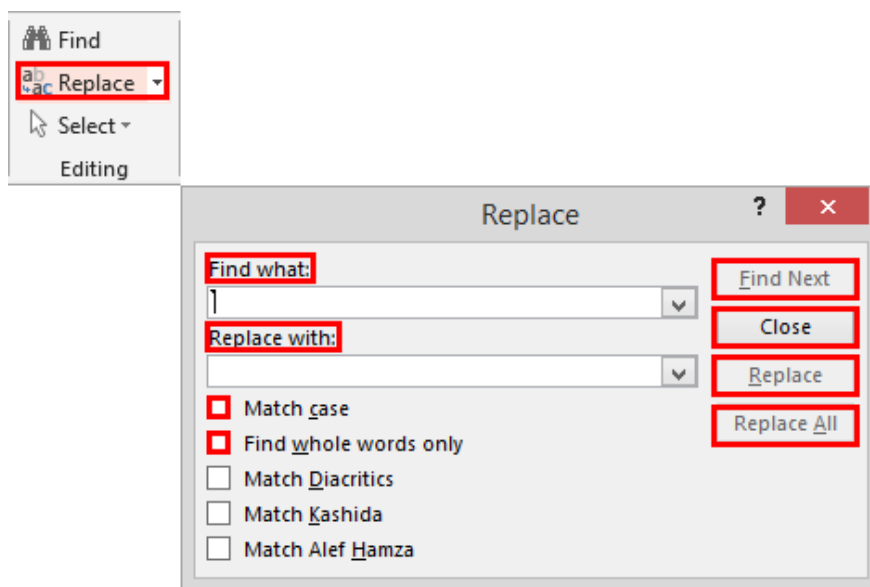 Find
Replace
Select
Editing
Replace
Find what:
Find Next
Close
Replace with:
Replace
Match case
Replace All
Find whole words only
Match Diacritics
Match Kashida
Match Alef Hamza